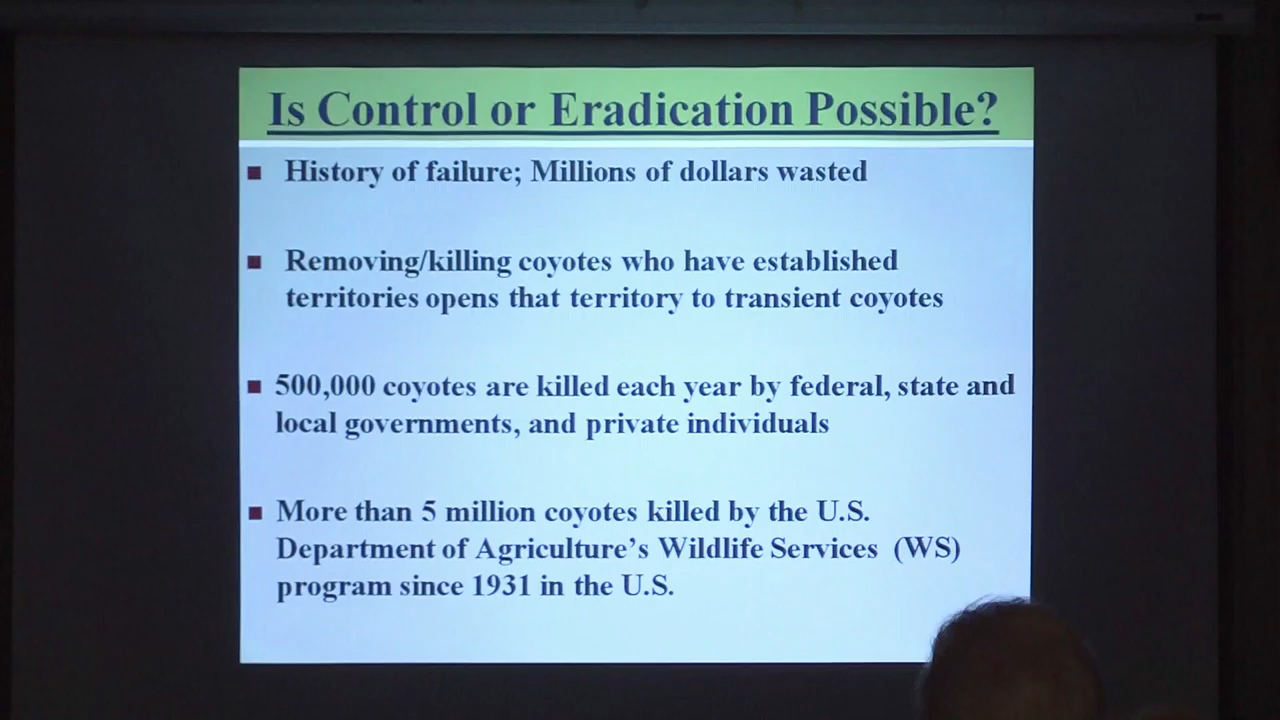 Is Control or Eradication Possible?
History of failure; Millions of dollars wasted
Removing/killing coyotes who have established
territories opens that territory to transient coyotes
500,000 coyotes are killed each year by federal, state and
local governments, and private individuals
More than 5 million coyotes killed by the U.S.
Department of Agriculture’s Wildlife Services (WS)
program since 1931 in the U.S.